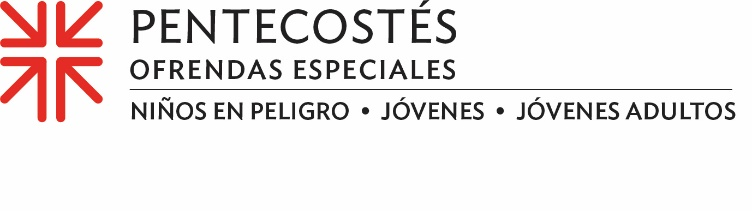 PENTECOSTÉS
OFRENDAS ESPECIALES
NIÑOS EN PELIGRO • JÓVENES • JÓVENES ADULTOS